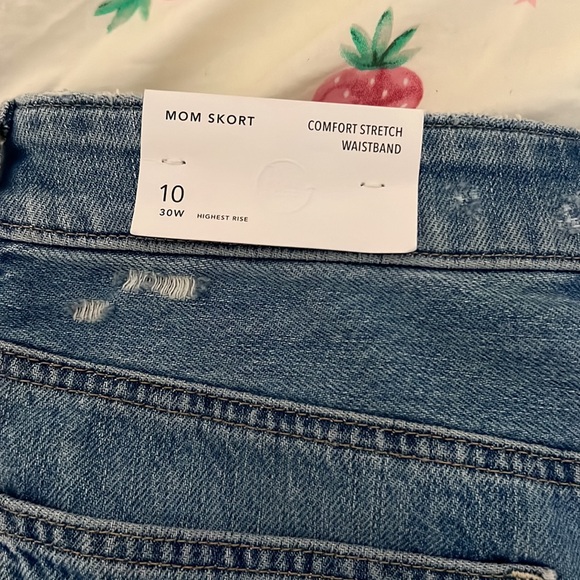 MOM SKORT
COMFORT STRETCH
WAISTBAND
10
30W
HIGHEST RISE